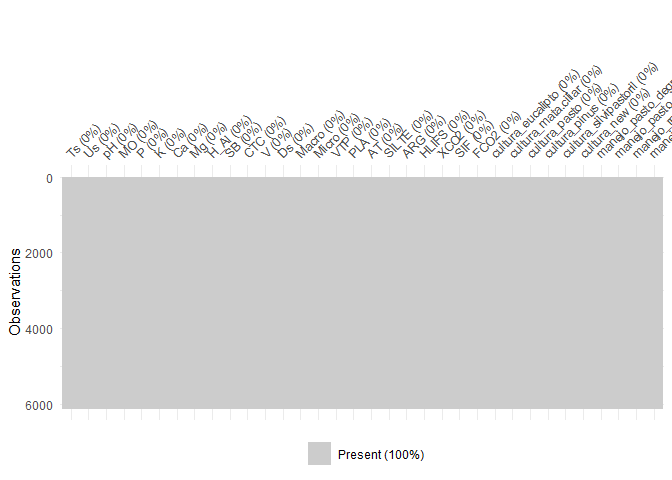 Ts (0%)
Us (0%)
pH (0%)
MO (0%)
P (0%)
K (0%)
Ca (0%)
Mg (0%)
H_Al (0%)
SB (0%)
CTC (0%)
V (0%)
Ds (0%)
Macro (0%)
Micro (0%)
VTP (0%)
PLA (0%)
AT (0%)
SILTE (0%)
ARG (0%)
HLIFS (0%)
XCO2 (0%)
SIF (0%)
FCO2 (0%)
cultura_eucalipto (0%)
cultura_mata.ciliar (0%)
cultura_pasto (0%)
cultura_pinus (0%)
cultura_silvipastoril (0%)
cultura_new (0%)
manejo_pasto_degr
manejo_pasto_
0
2000
4000
6000
Observations
Present (100%)